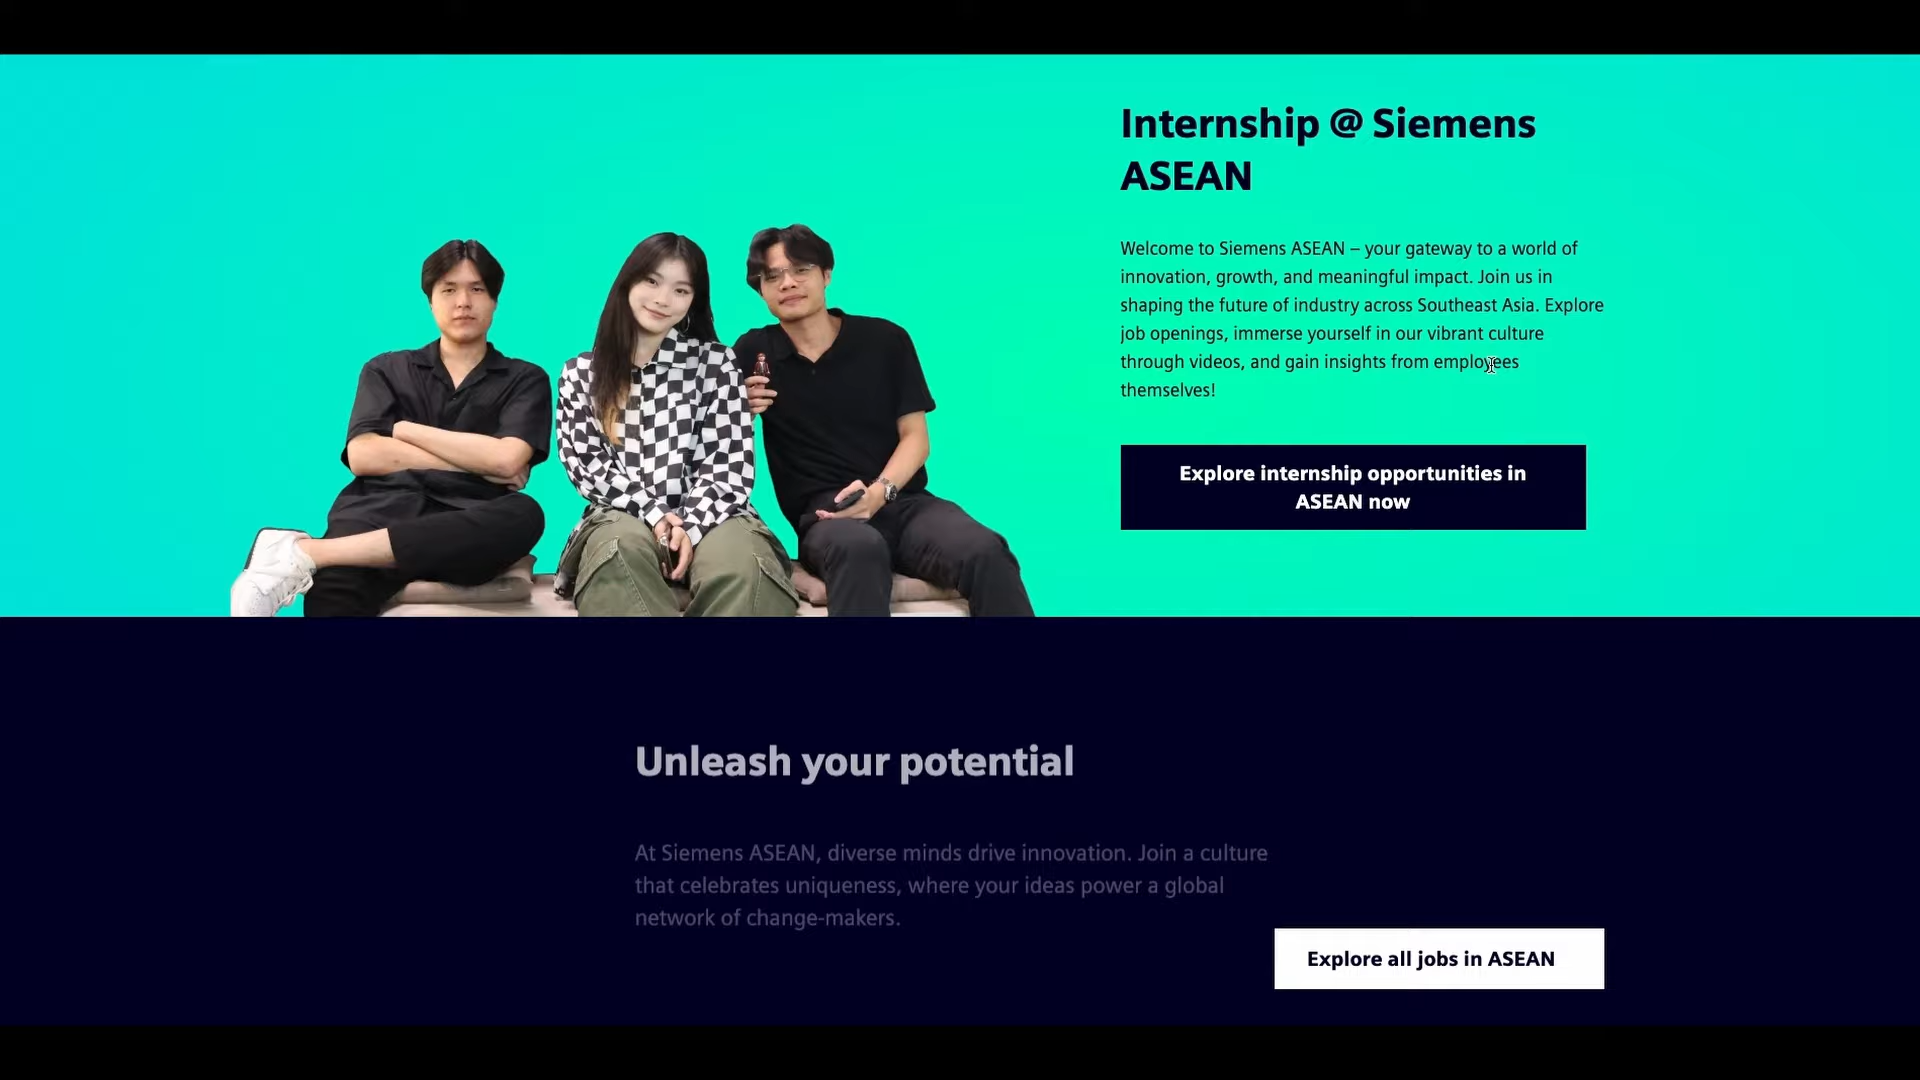 Internship @ Siemens
ASEAN
Welcome to Siemens ASEAN – your gateway to a world of
innovation, growth, and meaningful impact. Join us in
shaping the future of industry across Southeast Asia. Explore
job openings, immerse yourself in our vibrant culture
through videos, and gain insights from employees
themselves!
Explore internship opportunities in
ASEAN now
Unleash your potential
At Siemens ASEAN, diverse minds drive innovation. Join a culture
that celebrates uniqueness, where your ideas power a global
network of change-makers.
Explore all jobs in ASEAN